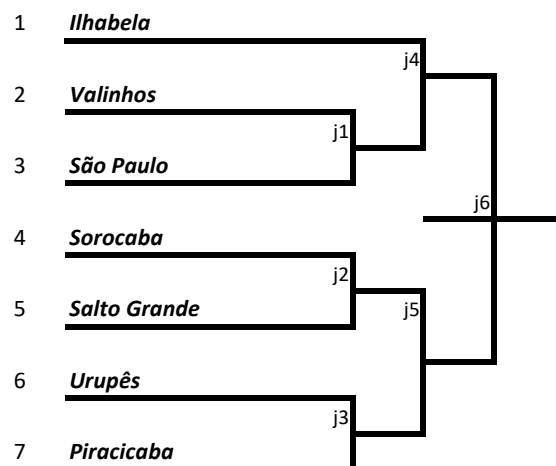 1 Ilhabela
j4
2 Valinhos
j1
3 São Paulo
j6
4 Sorocaba
j2
5 Salto Grande
j5
6 Urupês
j3
7 Piracicaba